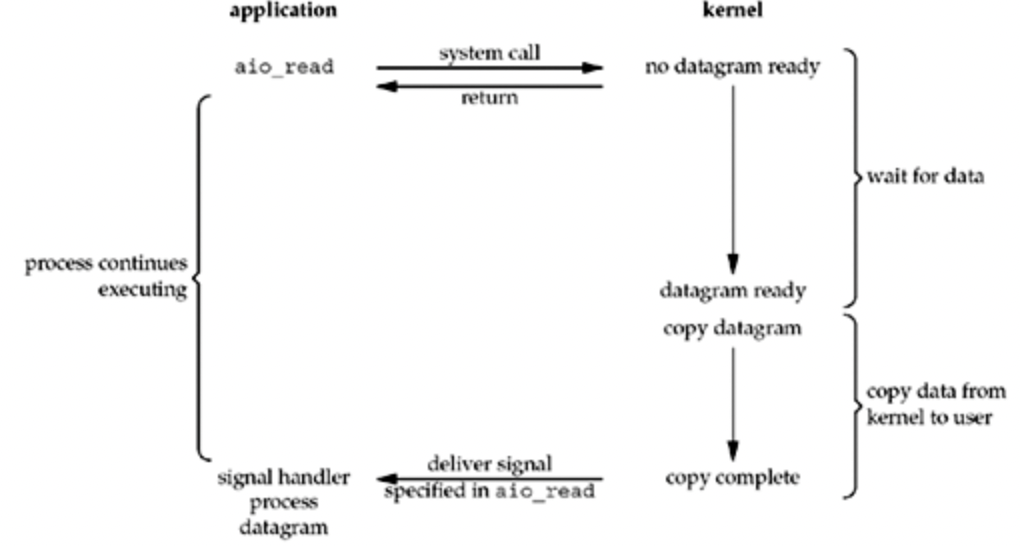 application
kernel
aio_read
system call
no datagram ready
return
wait for data
process continues
executing
datagram ready
copy datagram
copy data from
kernel to user
signal handler
process
datagram
deliver signal
specified in aio_read
copy complete